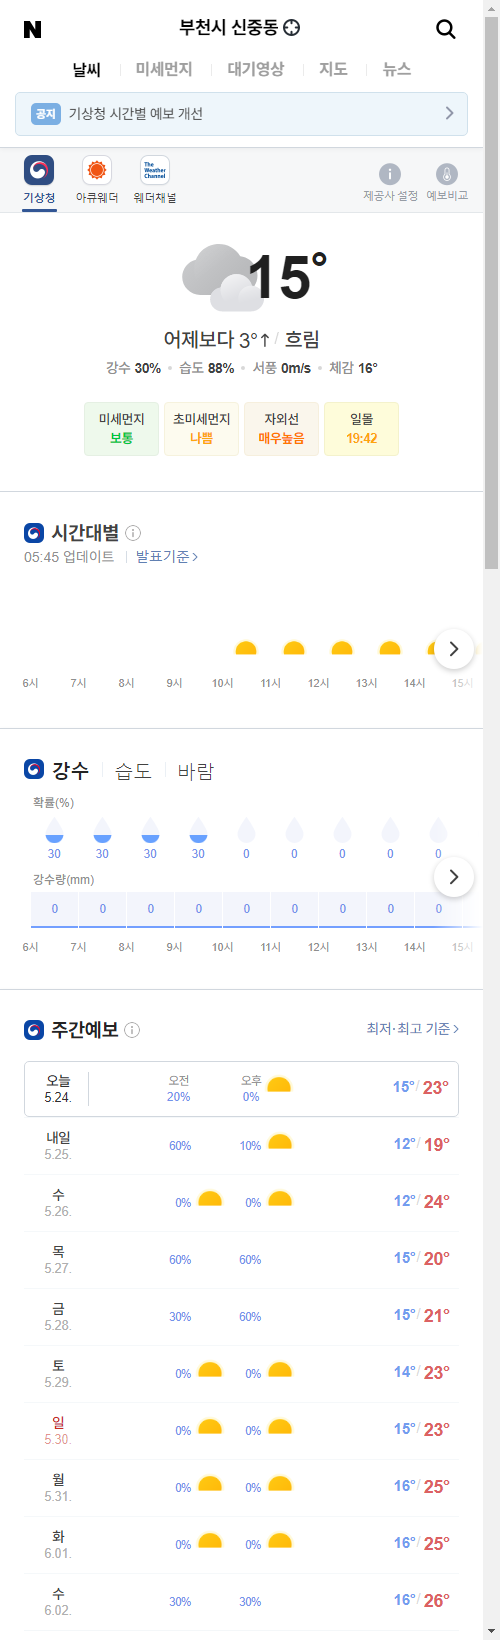 N
부천시 신중동
날씨 미세먼지 대기영상 지도 뉴스
공지 기상청 시간별 예보 개선
The Weather Channel
기상청 아큐웨더 웨더채널 제공사 설정 예보비교
15°
어제보다 3°↑ / 흐림
강수 30% • 습도 88% • 서풍 0m/s • 체감 16°
미세먼지 초미세먼지 자외선 일몰
보통 나쁨 매우높음 19:42
시간대별
05:45 업데이트 발표기준 >
6시 7시 8시 9시 10시 11시 12시 13시 14시 15시
강수 습도 바람
확률(%)
30 30 30 30 0 0 0 0 0
강수량(mm)
0 0 0 0 0 0 0 0 0
6시 7시 8시 9시 10시 11시 12시 13시 14시 15시
주간예보 최저·최고 기준 >
오늘 오전 오후
5.24. 20% 0% 15°/ 23°
내일
5.25. 60% 10% 12°/ 19°
수
5.26. 0% 0% 12°/ 24°
목
5.27. 60% 60% 15°/ 20°
금
5.28. 30% 60% 15°/ 21°
토
5.29. 0% 0% 14°/ 23°
일
5.30. 0% 0% 15°/ 23°
월
5.31. 0% 0% 16°/ 25°
화
6.01. 0% 0% 16°/ 25°
수
6.02. 30% 30% 16°/ 26°